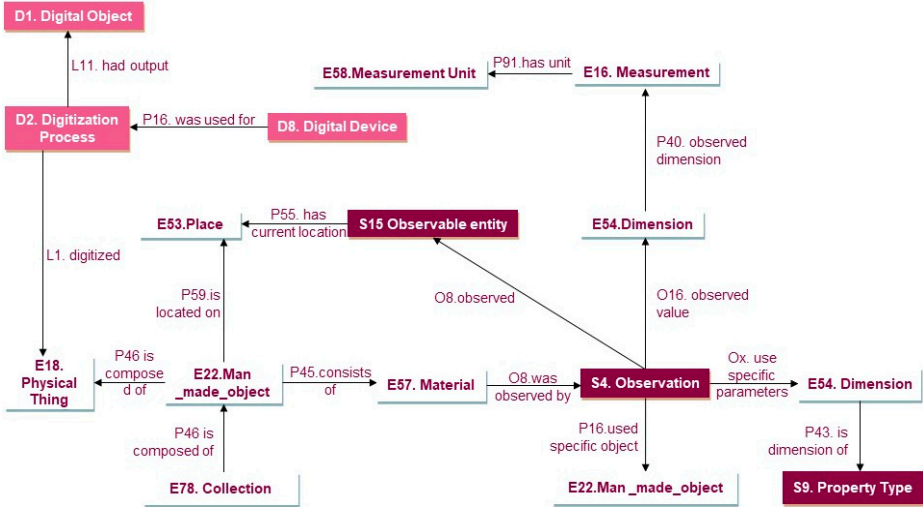 D1. Digital Object
L11. had output
E58.Measurement Unit
P91.has unit
E16. Measurement
D2. Digitization
Process
P16. was used for
D8. Digital Device
P40. observed
dimension
E53.Place
P55. has
current location
S15 Observable entity
E54.Dimension
L1. digitized
P59.is
located on
O8.observed
O16. observed
value
E18.
Physical
Thing
P46 is
compose
d of
E22.Man
_made_object
P45.consists
of
E57. Material
O8.was
observed by
S4. Observation
Ox. use
specific
parameters
E54. Dimension
P46 is
composed of
P16.used
specific object
P43. is
dimension of
E78. Collection
E22.Man _made_object
S9. Property Type